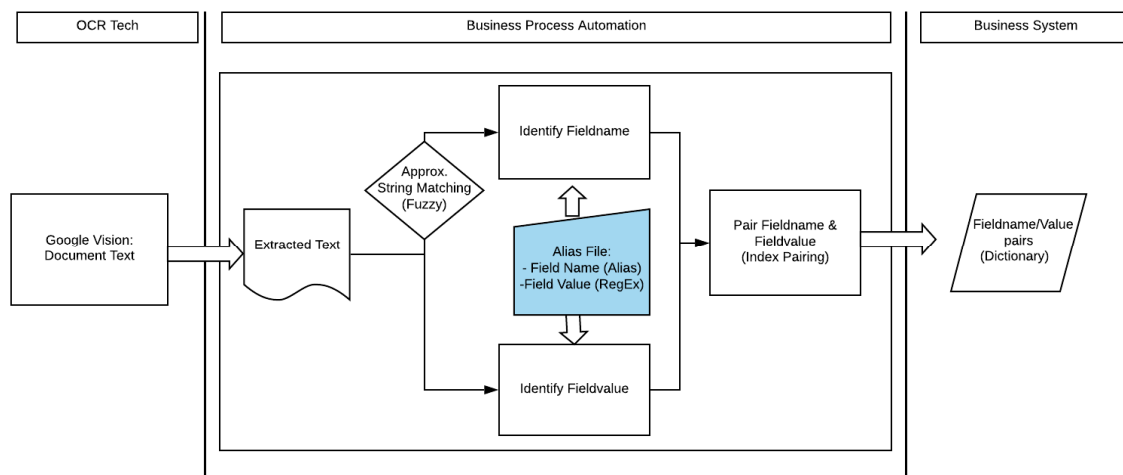 OCR Tech
Business Process Automation
Business System
Google Vision:
Document Text
Extracted Text
Approx.
String Matching
(Fuzzy)
Identify Fieldname
Alias File:
- Field Name (Alias)
-Field Value (RegEx)
Identify Fieldvalue
Pair Fieldname &
Fieldvalue
(Index Pairing)
Fieldname/Value
pairs
(Dictionary)